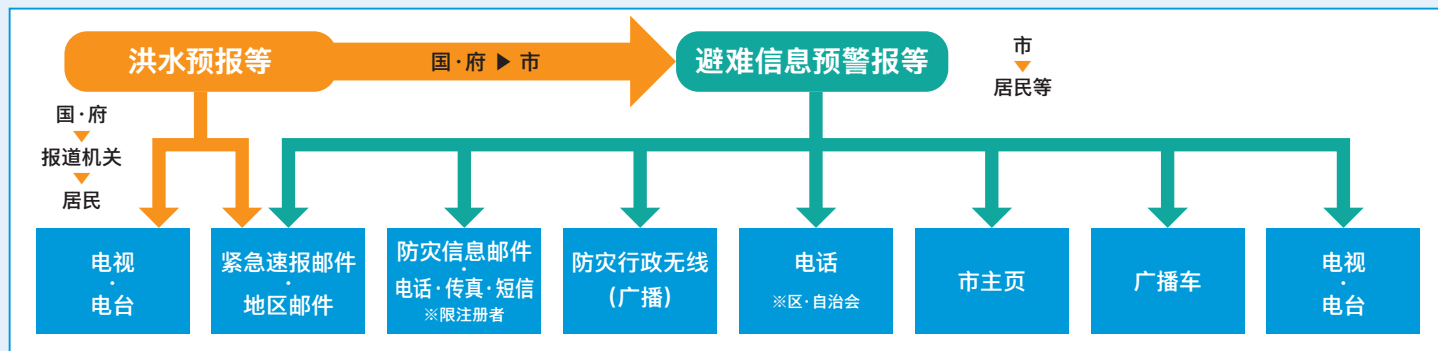 洪水预报等
国·府 ▶ 市
避难信息预警报等
市
▼
居民等
国·府
▼
报道机关
▼
居民
电视
·
电台
紧急速报邮件
·
地区邮件
防灾信息邮件
·
电话·传真·短信
※限注册者
防灾行政无线
(广播)
电话
※区·自治会
市主页
广播车
电视
·
电台